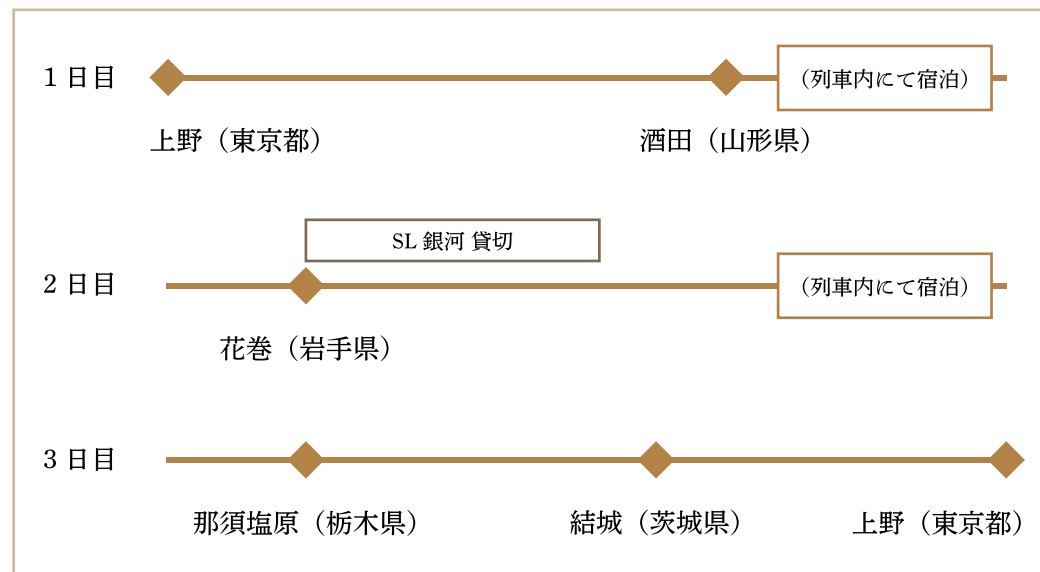 1 日目
（列車内にて宿泊）
上野（東京都）
酒田（山形県）
SL 銀河 貸切
2 日目
（列車内にて宿泊）
花巻（岩手県）
3 日目
那須塩原（栃木県）
結城（茨城県）
上野（東京都）